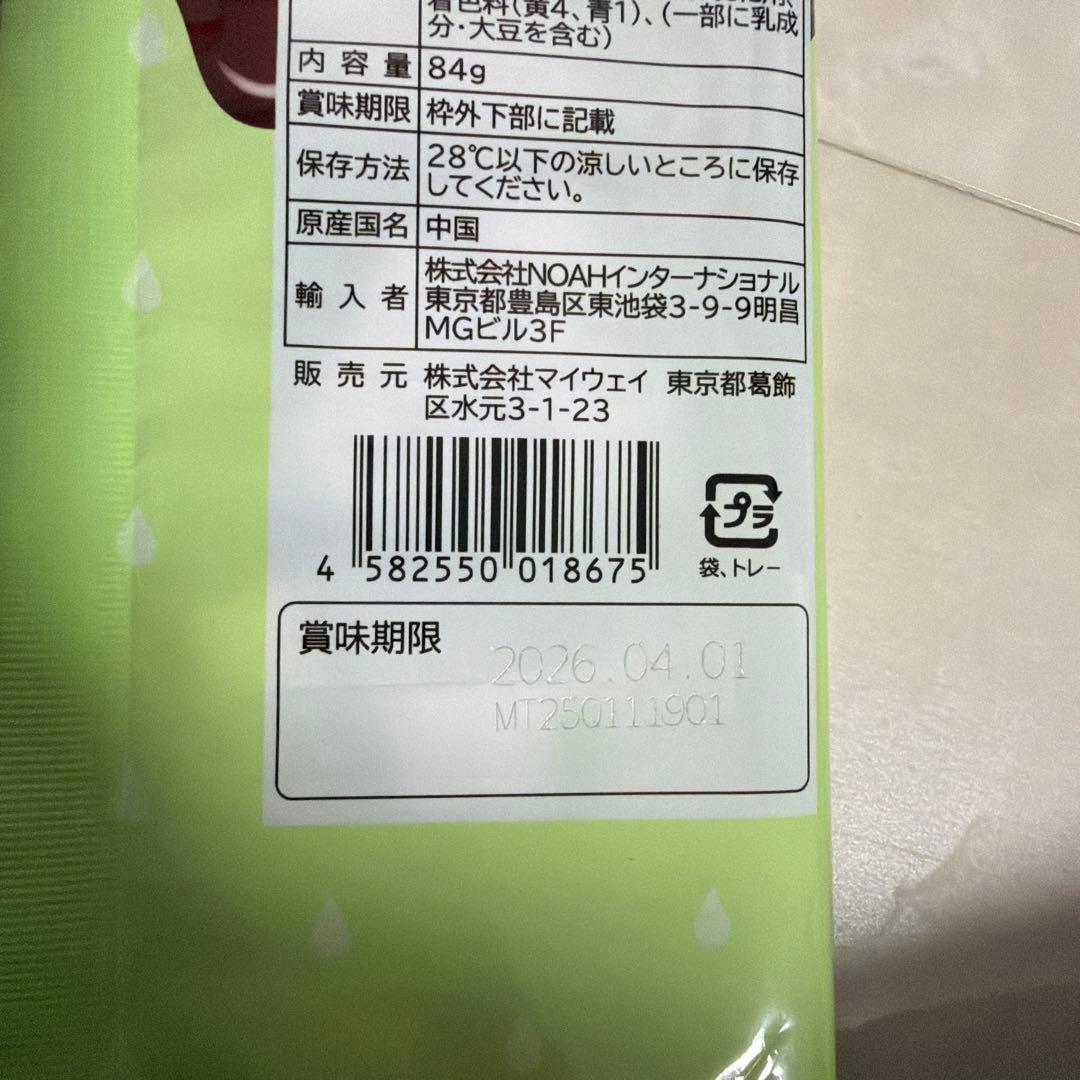 着色料(黄4、青1)、(一部に乳成
分・大豆を含む)
内容量 84g
賞味期限 枠外下部に記載
保存方法 28℃以下の涼しいところに保存
してください。
原産国名 中国
輸入者 株式会社NOAHインターナショナル
東京都豊島区東池袋3-9-9明昌
MGビル3F
販売元 株式会社マイウェイ 東京都葛飾
区水元3-1-23
4 582550 018675
プラ
袋、トレー
賞味期限
2026.04.01
MT250111901